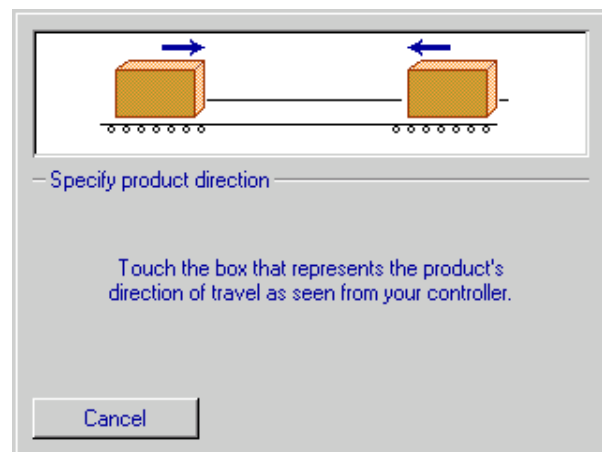 Specify product direction
Touch the box that represents the product's
direction of travel as seen from your controller.
Cancel